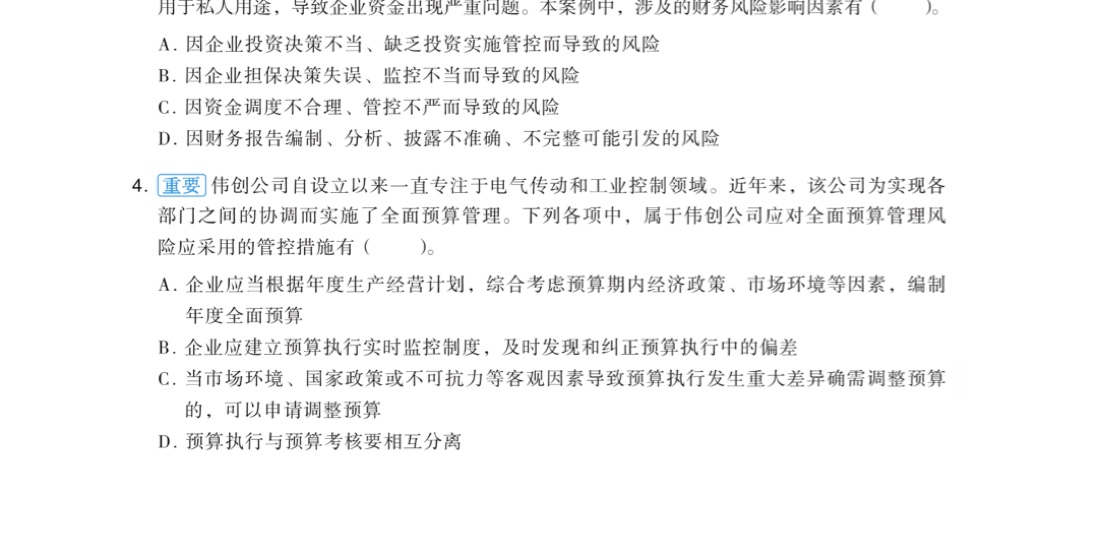 用于私人用途，导致企业资金出现严重问题。本案例中，涉及的财务风险影响因素有（　　）。
A. 因企业投资决策不当、缺乏投资实施管控而导致的风险
B. 因企业担保决策失误、监控不当而导致的风险
C. 因资金调度不合理、管控不严而导致的风险
D. 因财务报告编制、分析、披露不准确、不完整可能引发的风险
4. 重要 伟创公司自设立以来一直专注于电气传动和工业控制领域。近年来，该公司为实现各
部门之间的协调而实施了全面预算管理。下列各项中，属于伟创公司应对全面预算管理风
险应采用的管控措施有（　　）。
A. 企业应当根据年度生产经营计划，综合考虑预算期内经济政策、市场环境等因素，编制
年度全面预算
B. 企业应建立预算执行实时监控制度，及时发现和纠正预算执行中的偏差
C. 当市场环境、国家政策或不可抗力等客观因素导致预算执行发生重大差异确需调整预算
的，可以申请调整预算
D. 预算执行与预算考核要相互分离